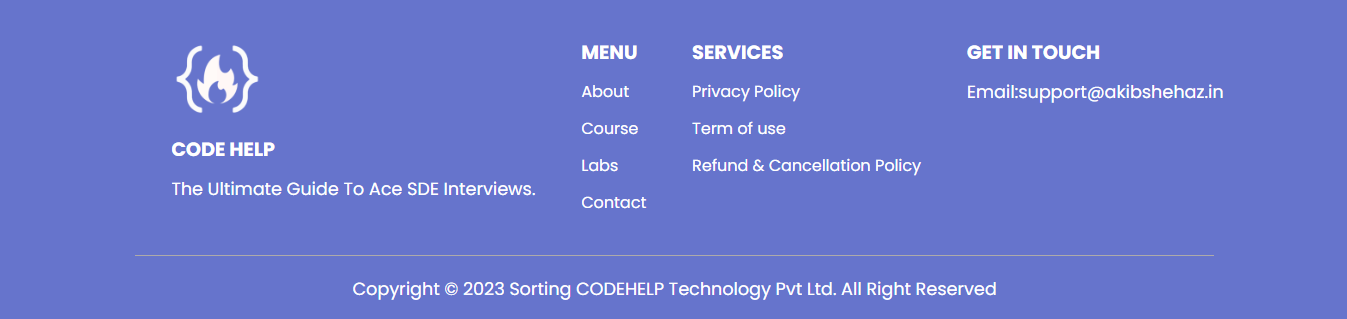 CODE HELP
The Ultimate Guide To Ace SDE Interviews.
MENU
About
Course
Labs
Contact
SERVICES
Privacy Policy
Term of use
Refund & Cancellation Policy
GET IN TOUCH
Email:support@akibshehaz.in
Copyright © 2023 Sorting CODEHELP Technology Pvt Ltd. All Right Reserved